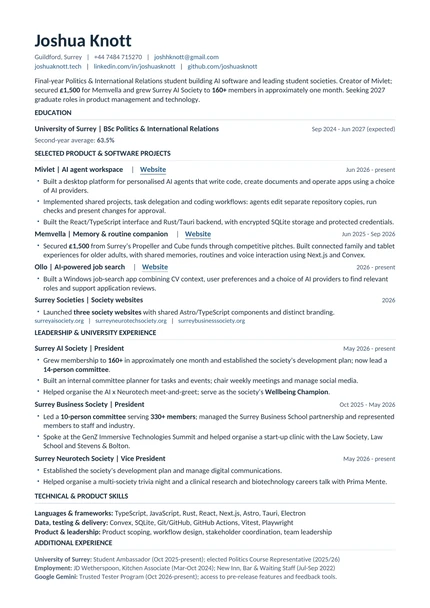 Joshua Knott
Guildford, Surrey | +44 7484 715270 | joshhknott@gmail.com
joshuaknott.tech | linkedin.com/in/joshuasknott | github.com/joshuasknott
Final-year Politics & International Relations student building AI software and leading student societies. Creator of Mivlet;
secured £1,500 for Memvella and grew Surrey AI Society to 160+ members in approximately one month. Seeking 2027
graduate roles in product management and technology.
EDUCATION
University of Surrey | BSc Politics & International Relations Sep 2024 - Jun 2027 (expected)
Second-year average: 63.5%
SELECTED PRODUCT & SOFTWARE PROJECTS
Mivlet | AI agent workspace | Website Jun 2026 - present
• Built a desktop platform for personalised AI agents that write code, create documents and operate apps using a choice
of AI providers.
• Implemented shared projects, task delegation and coding workflows: agents edit separate repository copies, run
checks and present changes for approval.
• Built the React/TypeScript interface and Rust/Tauri backend, with encrypted SQLite storage and protected credentials.
Memvella | Memory & routine companion | Website Jun 2025 - Sep 2026
• Secured £1,500 from Surrey's Propeller and Cube funds through competitive pitches. Built connected family and tablet
experiences for older adults, with shared memories, routines and voice interaction using Next.js and Convex.
Ollo | AI-powered job search | Website 2026 - present
• Built a Windows job-search app combining CV context, user preferences and a choice of AI providers to find relevant
roles and support application reviews.
Surrey Societies | Society websites 2026
• Launched three society websites with shared Astro/TypeScript components and distinct branding.
surreyaisociety.org | surreyneurotechsociety.org | surreybusinesssociety.org
LEADERSHIP & UNIVERSITY EXPERIENCE
Surrey AI Society | President May 2026 - present
• Grew membership to 160+ in approximately one month and established the society's development plan; now lead a
14-person committee.
• Built an internal committee planner for tasks and events; chair weekly meetings and manage social media.
• Helped organise the AI x Neurotech meet-and-greet; serve as the society's Wellbeing Champion.
Surrey Business Society | President Oct 2025 - May 2026
• Led a 10-person committee serving 330+ members; managed the Surrey Business School partnership and represented
members to staff and industry.
• Spoke at the GenZ Immersive Technologies Summit and helped organise a start-up clinic with the Law Society, Law
School and Stevens & Bolton.
Surrey Neurotech Society | Vice President May 2026 - present
• Established the society's development plan and manage digital communications.
• Helped organise a multi-society trivia night and a clinical research and biotechnology careers talk with Prima Mente.
TECHNICAL & PRODUCT SKILLS
Languages & frameworks: TypeScript, JavaScript, Rust, React, Next.js, Astro, Tauri, Electron
Data, testing & delivery: Convex, SQLite, Git/GitHub, GitHub Actions, Vitest, Playwright
Product & leadership: Product scoping, workflow design, stakeholder coordination, team leadership
ADDITIONAL EXPERIENCE
University of Surrey: Student Ambassador (Oct 2025-present); elected Politics Course Representative (2025/26)
Employment: JD Wetherspoon, Kitchen Associate (Mar-Oct 2024); New Inn, Bar & Waiting Staff (Jul-Sep 2022)
Google Gemini: Trusted Tester Program (Oct 2026-present); access to pre-release features and feedback tools.